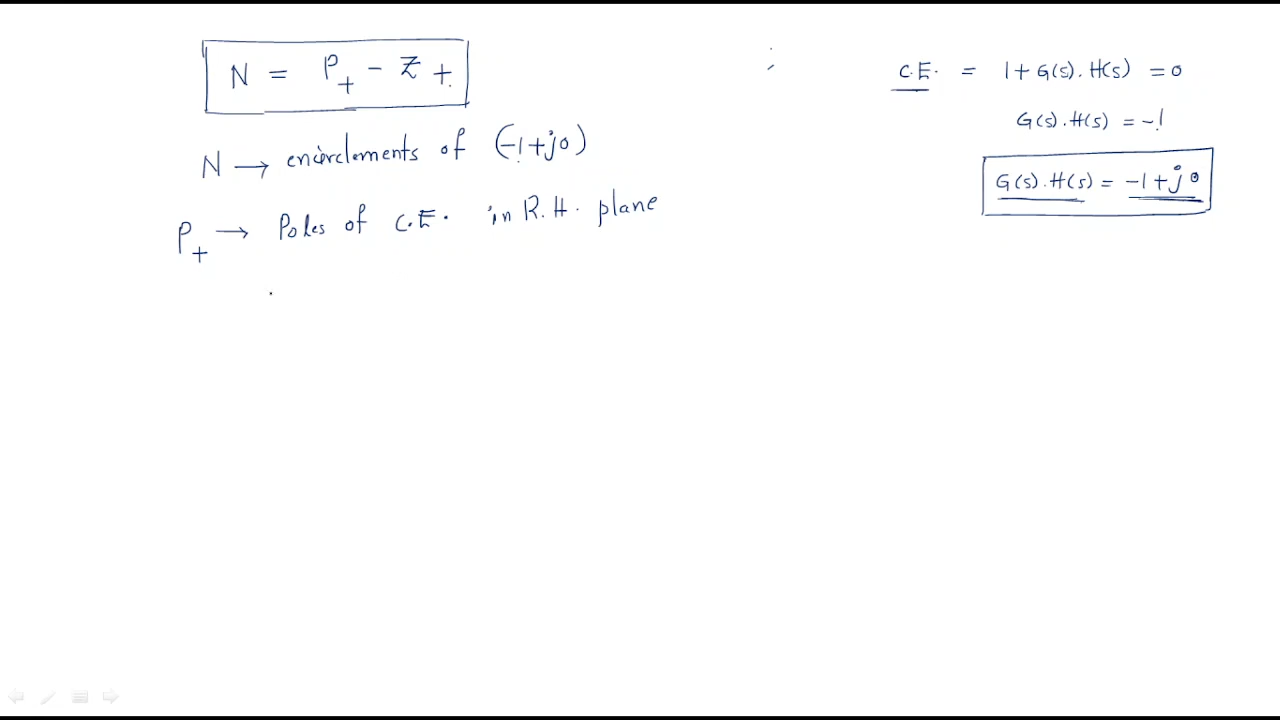 N = P+ - Z+
N → encirclements of (-1+j0)
P+ → Poles of C.E. in R.H. plane
C.E. = 1+G(s).H(s) = 0
G(s).H(s) = -1
G(s).H(s) = -1+j0